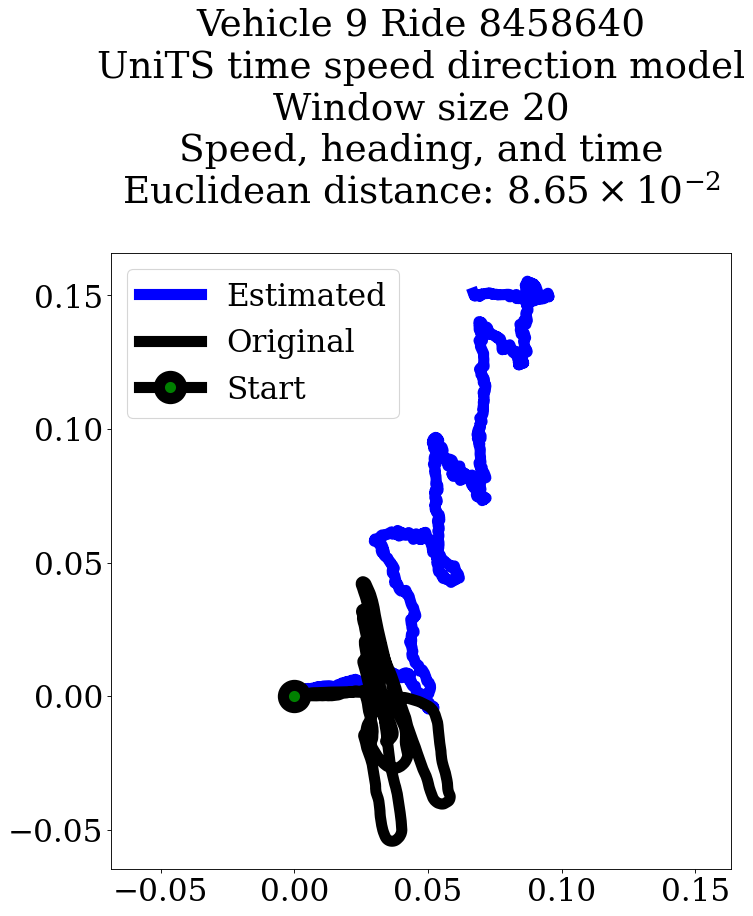 Vehicle 9 Ride 8458640
UniTS time speed direction model
Window size 20
Speed, heading, and time
Euclidean distance: 8.65 × 10⁻²
Estimated
Original
Start
0.15
0.10
0.05
0.00
−0.05
−0.05 0.00 0.05 0.10 0.15